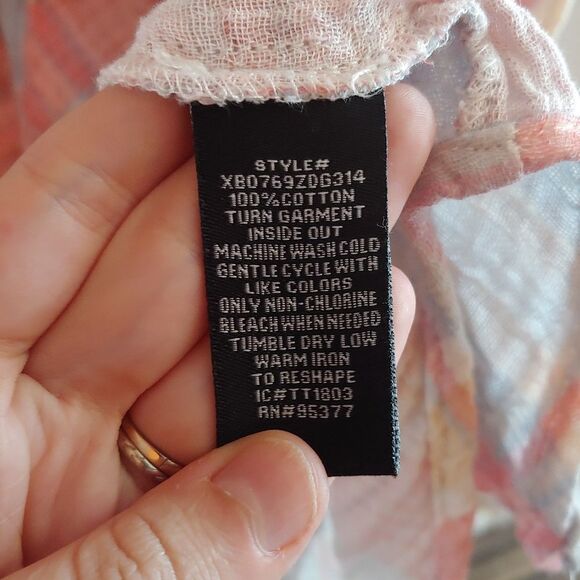 STYLE#
XB0769ZDG314
100%COTTON
TURN GARMENT
INSIDE OUT
MACHINE WASH COLD
GENTLE CYCLE WITH
LIKE COLORS
ONLY NON-CHLORINE
BLEACH WHEN NEEDED
TUMBLE DRY LOW
WARM IRON
TO RESHAPE
IC#TT1803
RN#95377